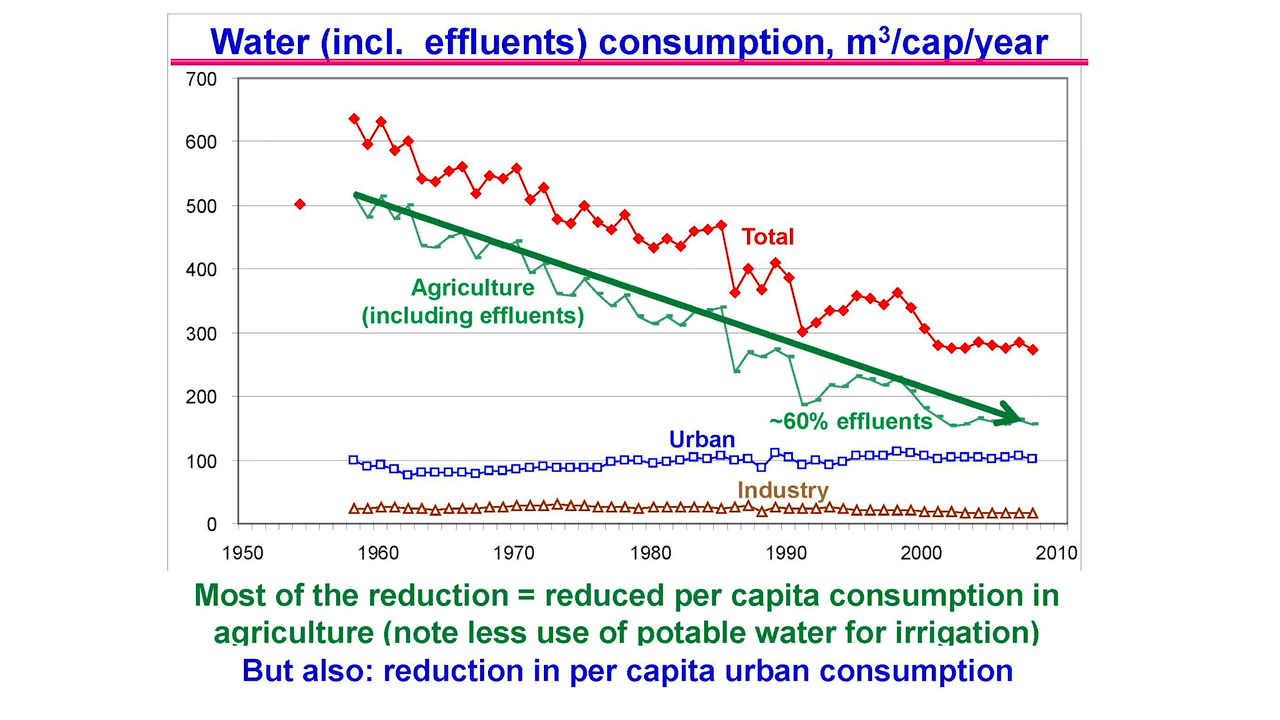 Water (incl. effluents) consumption, m³/cap/year
700
600
500
400
300
200
100
0
Total
Agriculture
(including effluents)
~60% effluents
Urban
Industry
1950 1960 1970 1980 1990 2000 2010
Most of the reduction = reduced per capita consumption in
agriculture (note less use of potable water for irrigation)
But also: reduction in per capita urban consumption